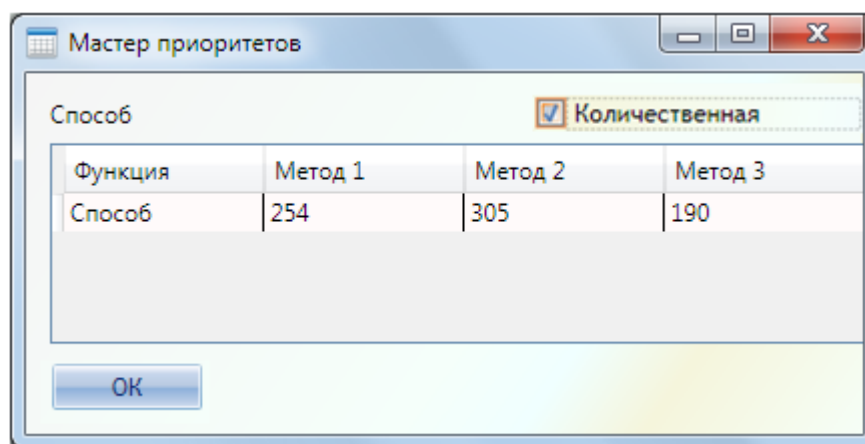 Мастер приоритетов
Способ Количественная
Функция Метод 1 Метод 2 Метод 3
Способ 254 305 190
ОК